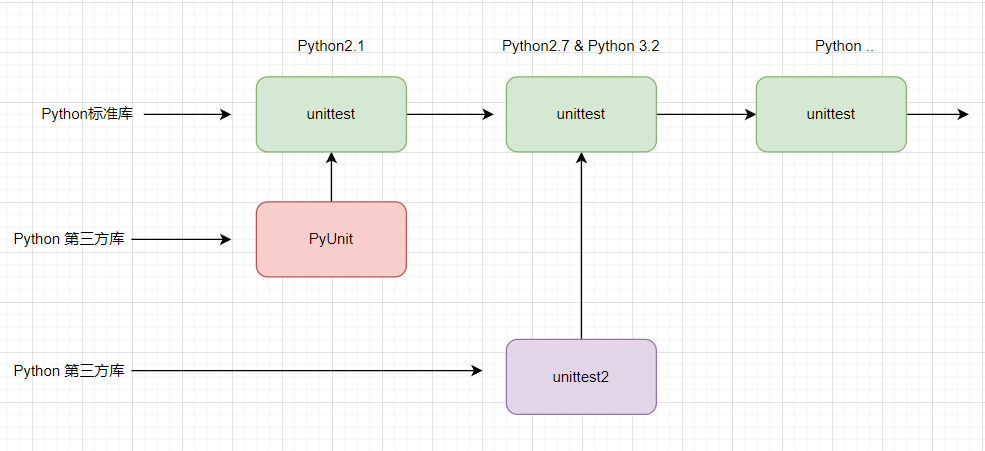 Python2.1
Python2.7 & Python 3.2
Python ..
Python标准库
unittest
unittest
unittest
Python 第三方库
PyUnit
Python 第三方库
unittest2